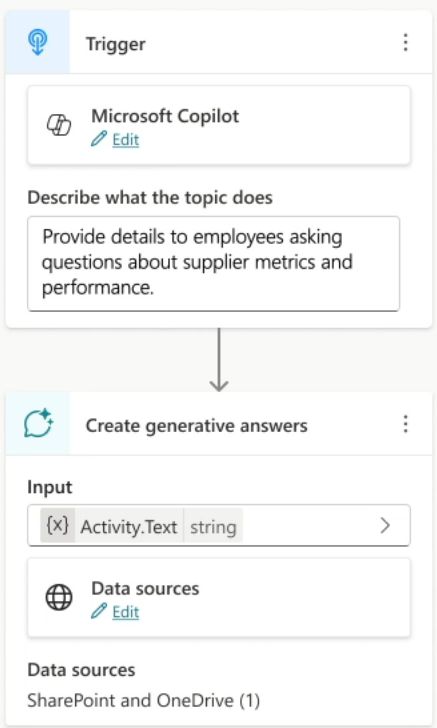 Trigger
Microsoft Copilot
Edit
Describe what the topic does
Provide details to employees asking
questions about supplier metrics and
performance.
Create generative answers
Input
{x} Activity.Text string
Data sources
Edit
Data sources
SharePoint and OneDrive (1)